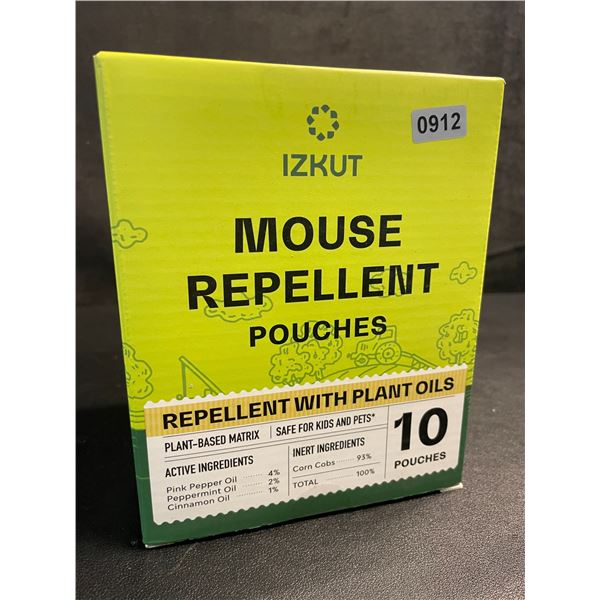 0912
IZKUT
MOUSE
REPELLENT
POUCHES
REPELLENT WITH PLANT OILS
PLANT-BASED MATRIX | SAFE FOR KIDS AND PETS*
ACTIVE INGREDIENTS
Pink Pepper Oil ........ 4%
Peppermint Oil ........ 2%
Cinnamon Oil ........ 1%
INERT INGREDIENTS
Corn Cobs ........ 93%
TOTAL ........ 100%
10
POUCHES